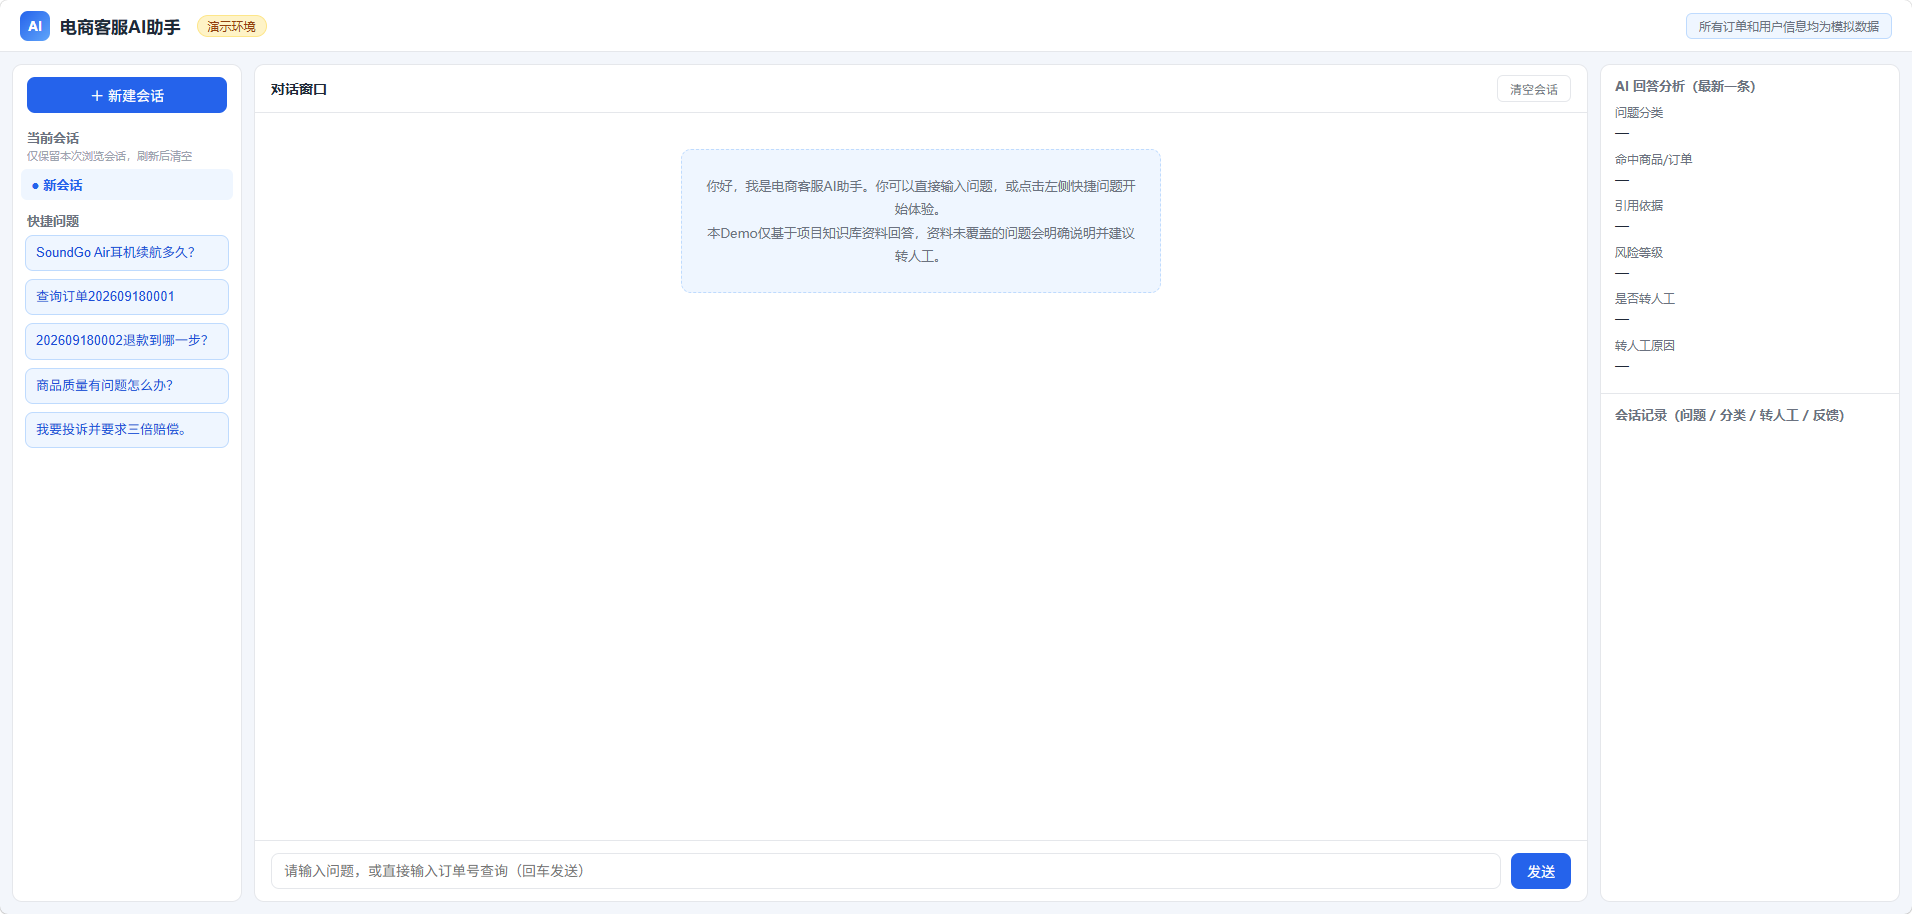 AI 电商客服AI助手 演示环境
所有订单和用户信息均为模拟数据
+ 新建会话
当前会话
仅保留本次浏览会话，刷新后清空
新会话
快捷问题
SoundGo Air耳机续航多久？
查询订单202609180001
202609180002退款到哪一步？
商品质量有问题怎么办？
我要投诉并要求三倍赔偿。
对话窗口
清空会话
你好，我是电商客服AI助手。你可以直接输入问题，或点击左侧快捷问题开
始体验。
本Demo仅基于项目知识库资料回答，资料未覆盖的问题会明确说明并建议
转人工。
请输入问题，或直接输入订单号查询（回车发送）
发送
AI 回答分析（最新一条）
问题分类
—
命中商品/订单
—
引用依据
—
风险等级
—
是否转人工
—
转人工原因
—
会话记录（问题 / 分类 / 转人工 / 反馈）